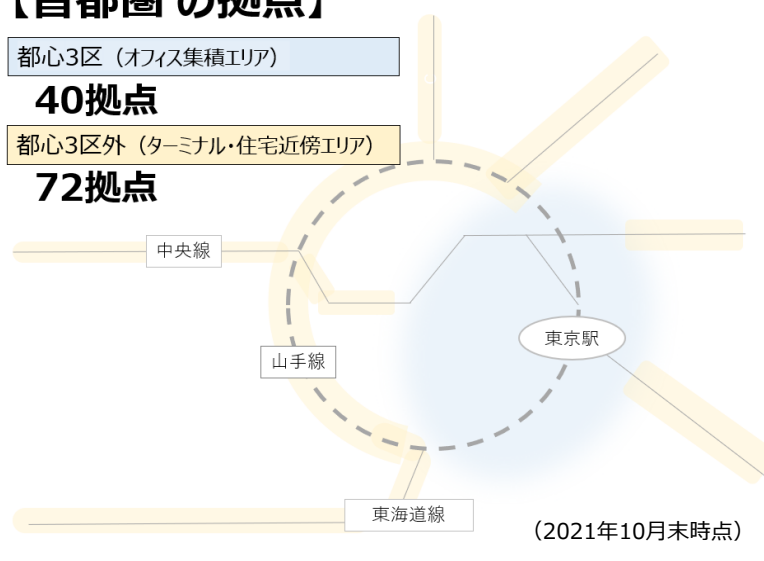 【首都圏の拠点】
都心3区（オフィス集積エリア）
40拠点
都心3区外（ターミナル・住宅近傍エリア）
72拠点
中央線
東京駅
山手線
東海道線
（2021年10月末時点）